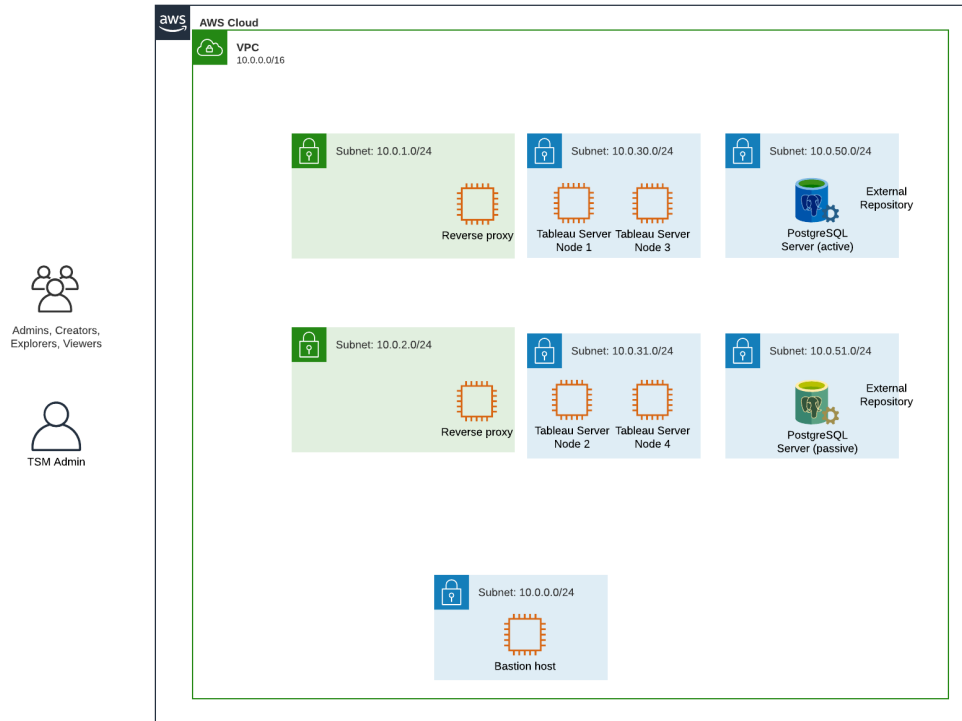 aws
AWS Cloud
VPC
10.0.0.0/16
Subnet: 10.0.1.0/24
Reverse proxy
Subnet: 10.0.30.0/24
Tableau Server
Node 1
Tableau Server
Node 3
Subnet: 10.0.50.0/24
External
Repository
PostgreSQL
Server (active)
Admins, Creators,
Explorers, Viewers
Subnet: 10.0.2.0/24
Reverse proxy
Subnet: 10.0.31.0/24
Tableau Server
Node 2
Tableau Server
Node 4
Subnet: 10.0.51.0/24
External
Repository
PostgreSQL
Server (passive)
TSM Admin
Subnet: 10.0.0.0/24
Bastion host